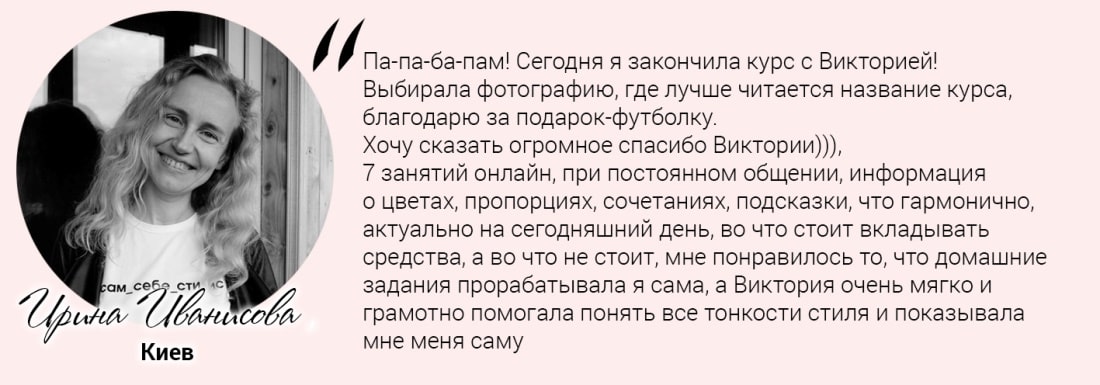 "
Па-па-ба-пам! Сегодня я закончила курс с Викторией!
Выбирала фотографию, где лучше читается название курса,
благодарю за подарок-футболку.
Хочу сказать огромное спасибо Виктории))),
7 занятий онлайн, при постоянном общении, информация
о цветах, пропорциях, сочетаниях, подсказки, что гармонично,
актуально на сегодняшний день, во что стоит вкладывать
средства, а во что не стоит, мне понравилось то, что домашние
задания прорабатывала я сама, а Виктория очень мягко и
грамотно помогала понять все тонкости стиля и показывала
мне меня саму
сам_себе_сти
Ирина Иванисова
Киев